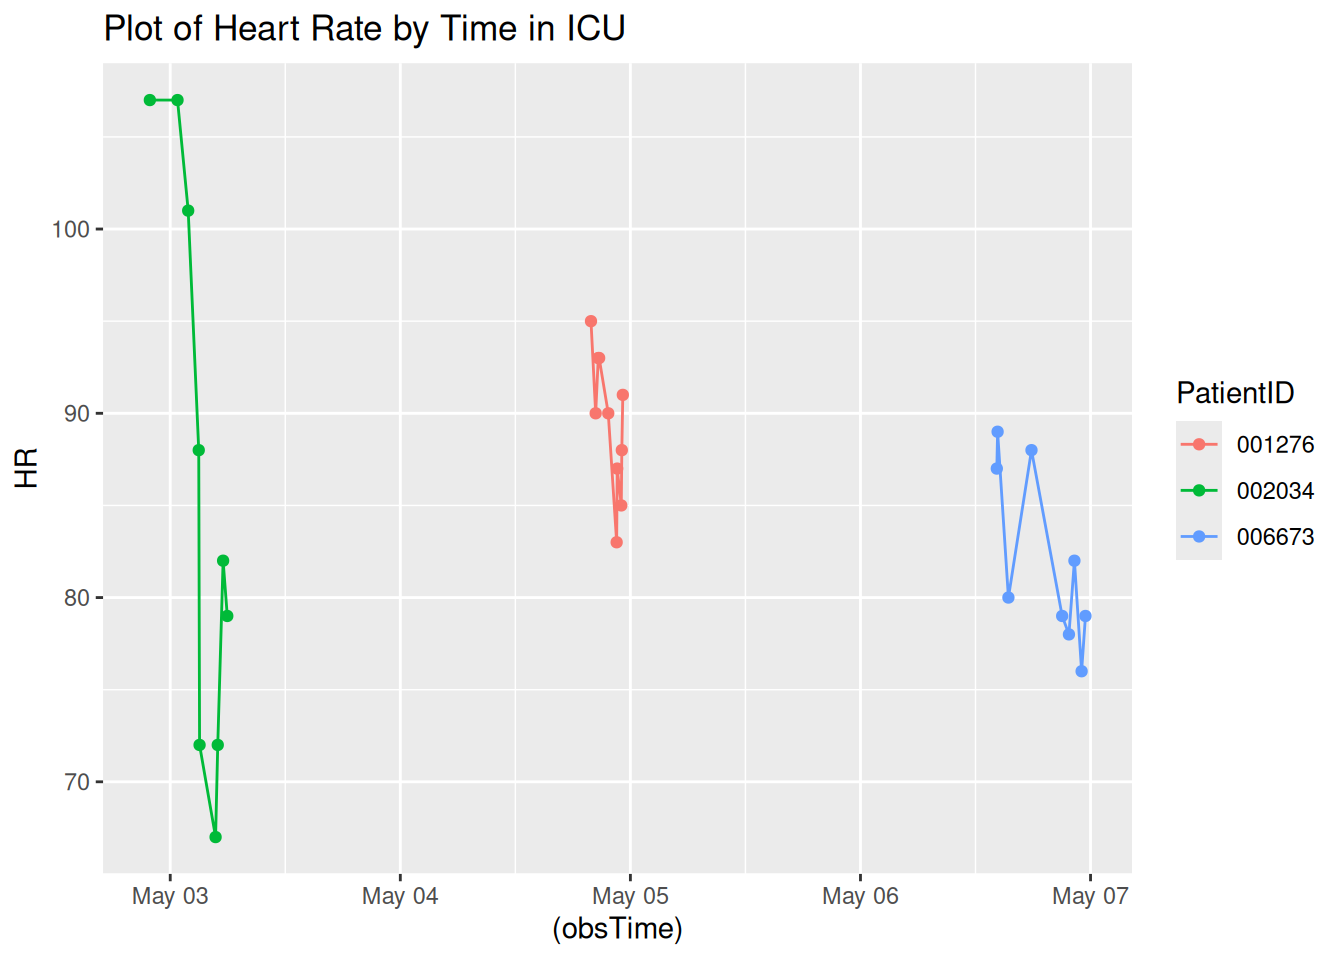 Plot of Heart Rate by Time in ICU
HR
100
90
80
70
May 03
May 04
May 05
May 06
May 07
(obsTime)
PatientID
001276
002034
006673